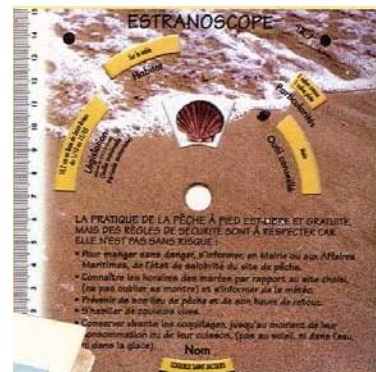 ESTRANOSCOPE
Sur le sable
Habitat
Particularités
Législation
Outil conseillé
Main
LA PRATIQUE DE LA PÊCHE À PIED EST LIBRE ET GRATUITE,
MAIS DES RÈGLES DE SÉCURITÉ SONT À RESPECTER CAR
ELLE N'EST PAS SANS RISQUE :
• Pour manger sans danger, s'informer, en Mairie ou aux Affaires
Maritimes, de l'état de salubrité du site de pêche.
• Connaître les horaires des marées par rapport au site choisi,
(ne pas oublier sa montre) et s'informer de la météo.
• Prévenir de son lieu de pêche et de son heure de retour.
• S'habiller de couleurs vives.
• Conserver vivants les coquillages, jusqu'au moment de leur
consommation ou de leur cuisson, (pas au soleil, ni dans l'eau,
ni dans la glace).
Nom
COQUILLE SAINT JACQUES